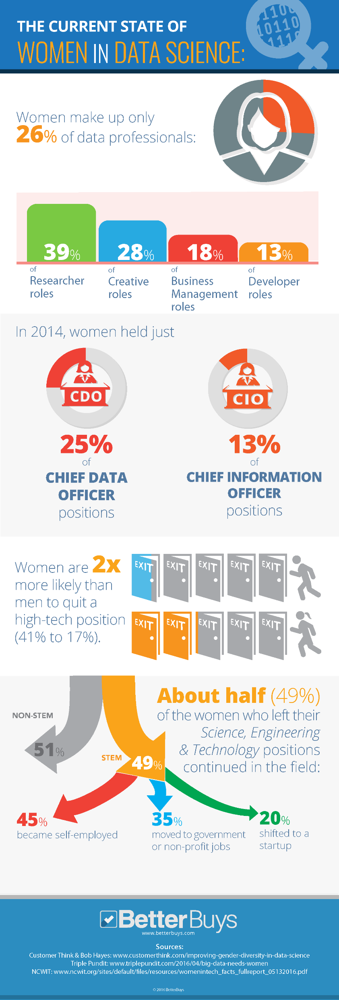 1100
10110
1110
THE CURRENT STATE OF
WOMEN IN DATA SCIENCE:
Women make up only
26% of data professionals:
39%
28%
18%
13%
of
Researcher
roles
of
Creative
roles
of
Business
Management
roles
of
Developer
roles
In 2014, women held just
CDO
25%
of
CHIEF DATA
OFFICER
positions
CIO
13%
of
CHIEF INFORMATION
OFFICER
positions
Women are 2x
more likely than
men to quit a
high-tech position
(41% to 17%).
EXIT EXIT EXIT EXIT EXIT
EXIT EXIT EXIT EXIT EXIT
NON-STEM
51%
STEM
49%
About half (49%)
of the women who left their
Science, Engineering
& Technology positions
continued in the field:
45%
became self-employed
35%
moved to government
or non-profit jobs
20%
shifted to a
startup
BetterBuys
www.betterbuys.com
Sources:
Customer Think & Bob Hayes: www.customerthink.com/improving-gender-diversity-in-data-science
Triple Pundit: www.triplepundit.com/2016/04/big-data-needs-women
NCWIT: www.ncwit.org/sites/default/files/resources/womenintech_facts_fullreport_05132016.pdf
© 2016 BetterBuys